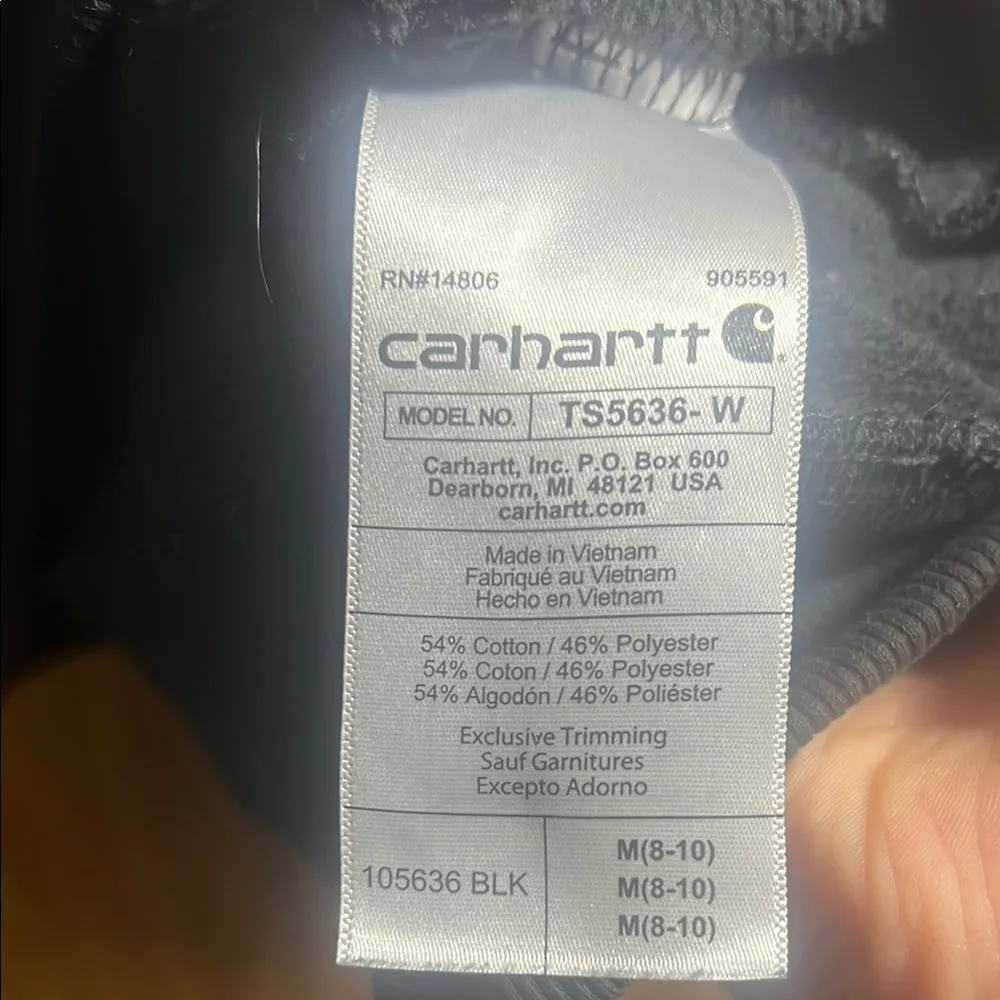 RN#14806 905591
carhartt
MODEL NO. TS5636- W
Carhartt, Inc. P.O. Box 600
Dearborn, MI 48121 USA
carhartt.com
Made in Vietnam
Fabriqué au Vietnam
Hecho en Vietnam
54% Cotton / 46% Polyester
54% Coton / 46% Polyester
54% Algodón / 46% Poliéster
Exclusive Trimming
Sauf Garnitures
Excepto Adorno
105636 BLK
M(8-10)
M(8-10)
M(8-10)